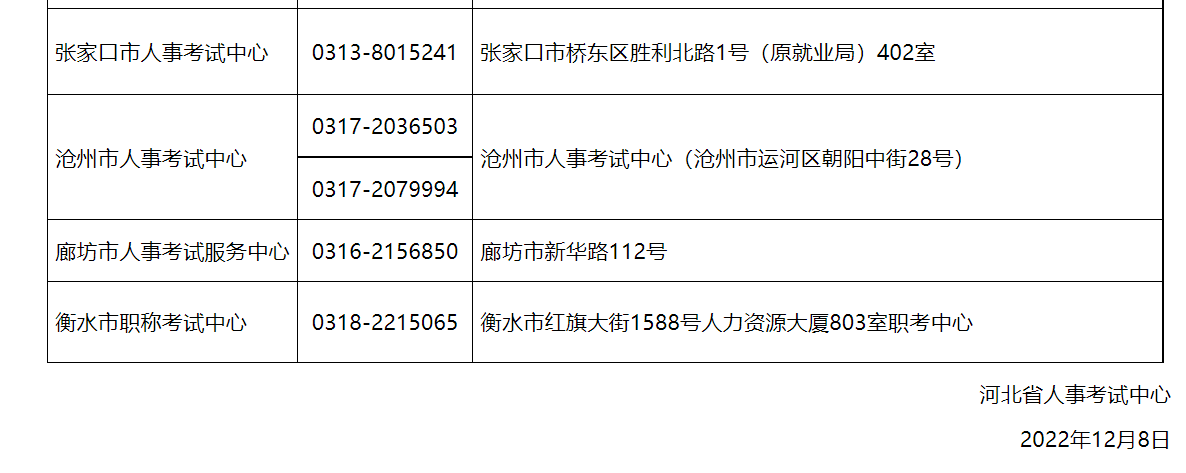 张家口市人事考试中心 0313-8015241 张家口市桥东区胜利北路1号（原就业局）402室
沧州市人事考试中心 0317-2036503 沧州市人事考试中心（沧州市运河区朝阳中街28号）
0317-2079994
廊坊市人事考试服务中心 0316-2156850 廊坊市新华路112号
衡水市职称考试中心 0318-2215065 衡水市红旗大街1588号人力资源大厦803室职考中心
河北省人事考试中心
2022年12月8日